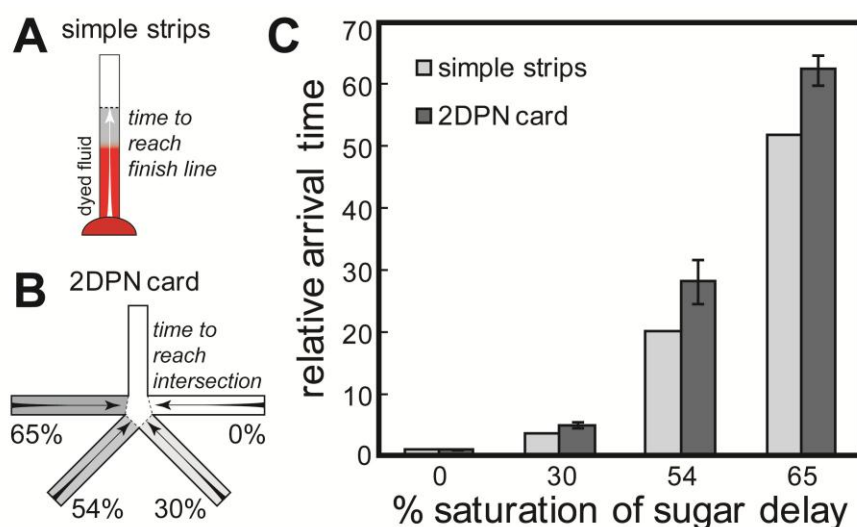 A
simple strips
dyed fluid
time to
reach
finish line
B
2DPN card
time to
reach
intersection
65%
0%
54%
30%
C
relative arrival time
70
60
50
40
30
20
10
0
simple strips
2DPN card
0 30 54 65
% saturation of sugar delay